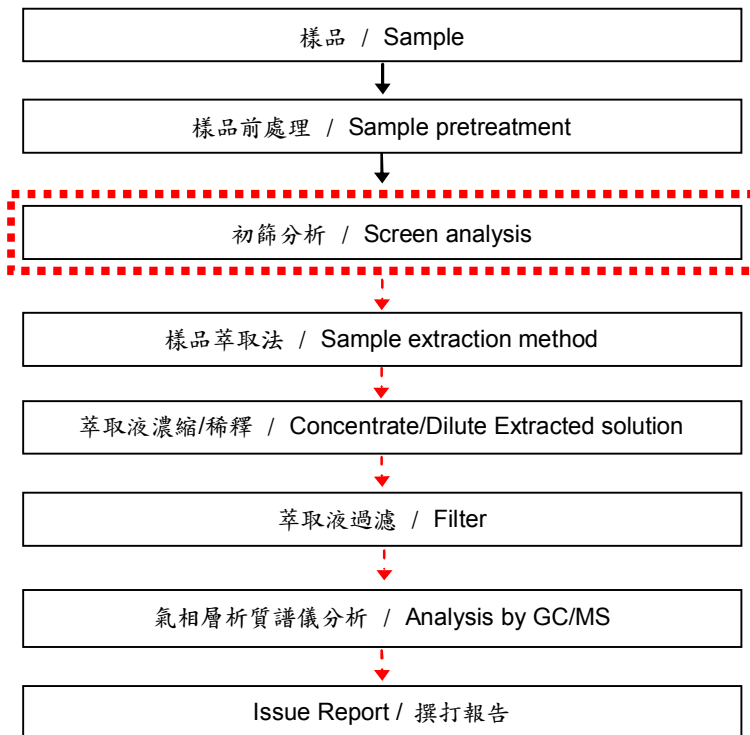 樣品 / Sample
樣品前處理 / Sample pretreatment
初篩分析 / Screen analysis
樣品萃取法 / Sample extraction method
萃取液濃縮/稀釋 / Concentrate/Dilute Extracted solution
萃取液過濾 / Filter
氣相層析質譜儀分析 / Analysis by GC/MS
Issue Report / 撰打報告